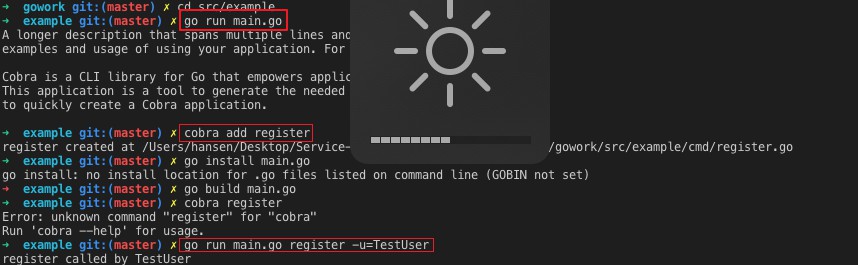 ➜ gowork git:(master) ✗ cd src/example
➜ example git:(master) ✗ go run main.go
A longer description that spans multiple lines and
examples and usage of using your application. For
Cobra is a CLI library for Go that empowers applic
This application is a tool to generate the needed
to quickly create a Cobra application.
➜ example git:(master) ✗ cobra add register
register created at /Users/hansen/Desktop/Service- /gowork/src/example/cmd/register.go
➜ example git:(master) ✗ go install main.go
go install: no install location for .go files listed on command line (GOBIN not set)
➜ example git:(master) ✗ go build main.go
➜ example git:(master) ✗ cobra register
Error: unknown command "register" for "cobra"
Run 'cobra --help' for usage.
➜ example git:(master) ✗ go run main.go register -u=TestUser
register called by TestUser